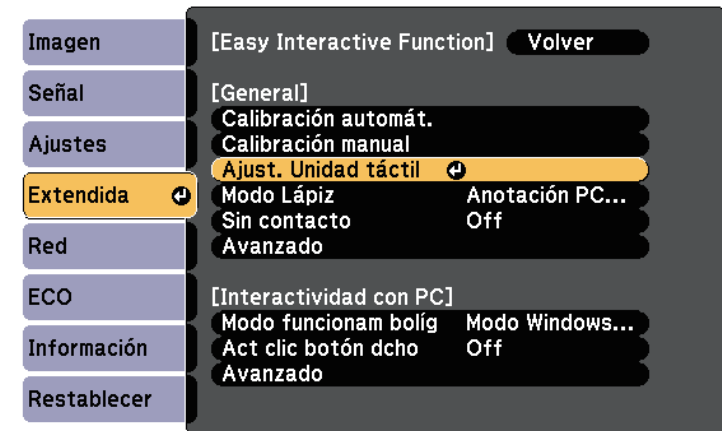 Imagen
Señal
Ajustes
Extendida
Red
ECO
Información
Restablecer
[Easy Interactive Function] Volver
[General]
Calibración automát.
Calibración manual
Ajust. Unidad táctil
Modo Lápiz Anotación PC...
Sin contacto Off
Avanzado
[Interactividad con PC]
Modo funcionam bolíg Modo Windows...
Act clic botón dcho Off
Avanzado